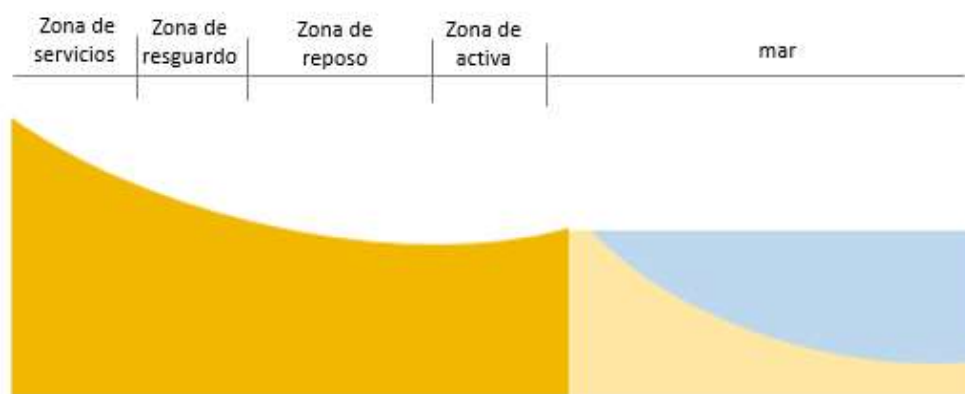 Zona de
servicios
Zona de
resguardo
Zona de
reposo
Zona de
activa
mar